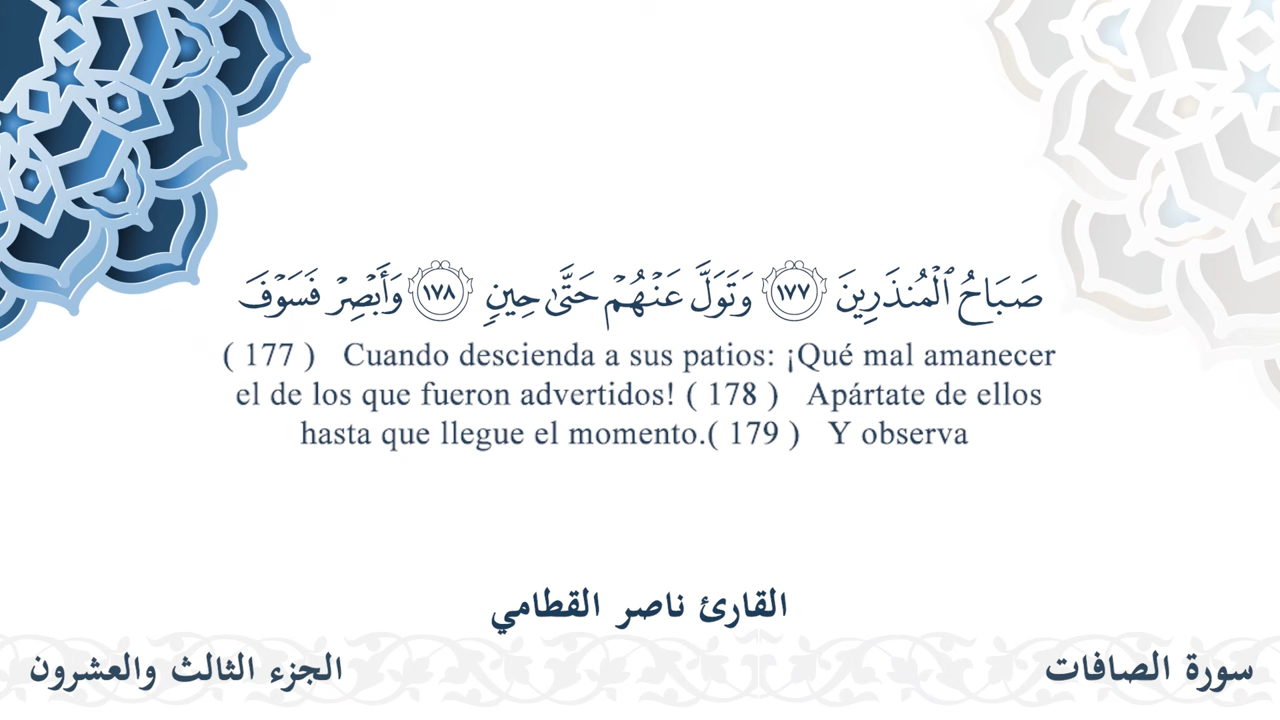 صَبَاحُ ٱلۡمُنذَرِينَ ١٧٧ وَتَوَلَّ عَنۡهُمۡ حَتَّىٰ حِينٖ ١٧٨ وَأَبۡصِرۡ فَسَوۡفَ
( 177 ) Cuando descienda a sus patios: ¡Qué mal amanecer
el de los que fueron advertidos! ( 178 ) Apártate de ellos
hasta que llegue el momento.( 179 ) Y observa
القارئ ناصر القطامي
سورة الصافات
الجزء الثالث والعشرون